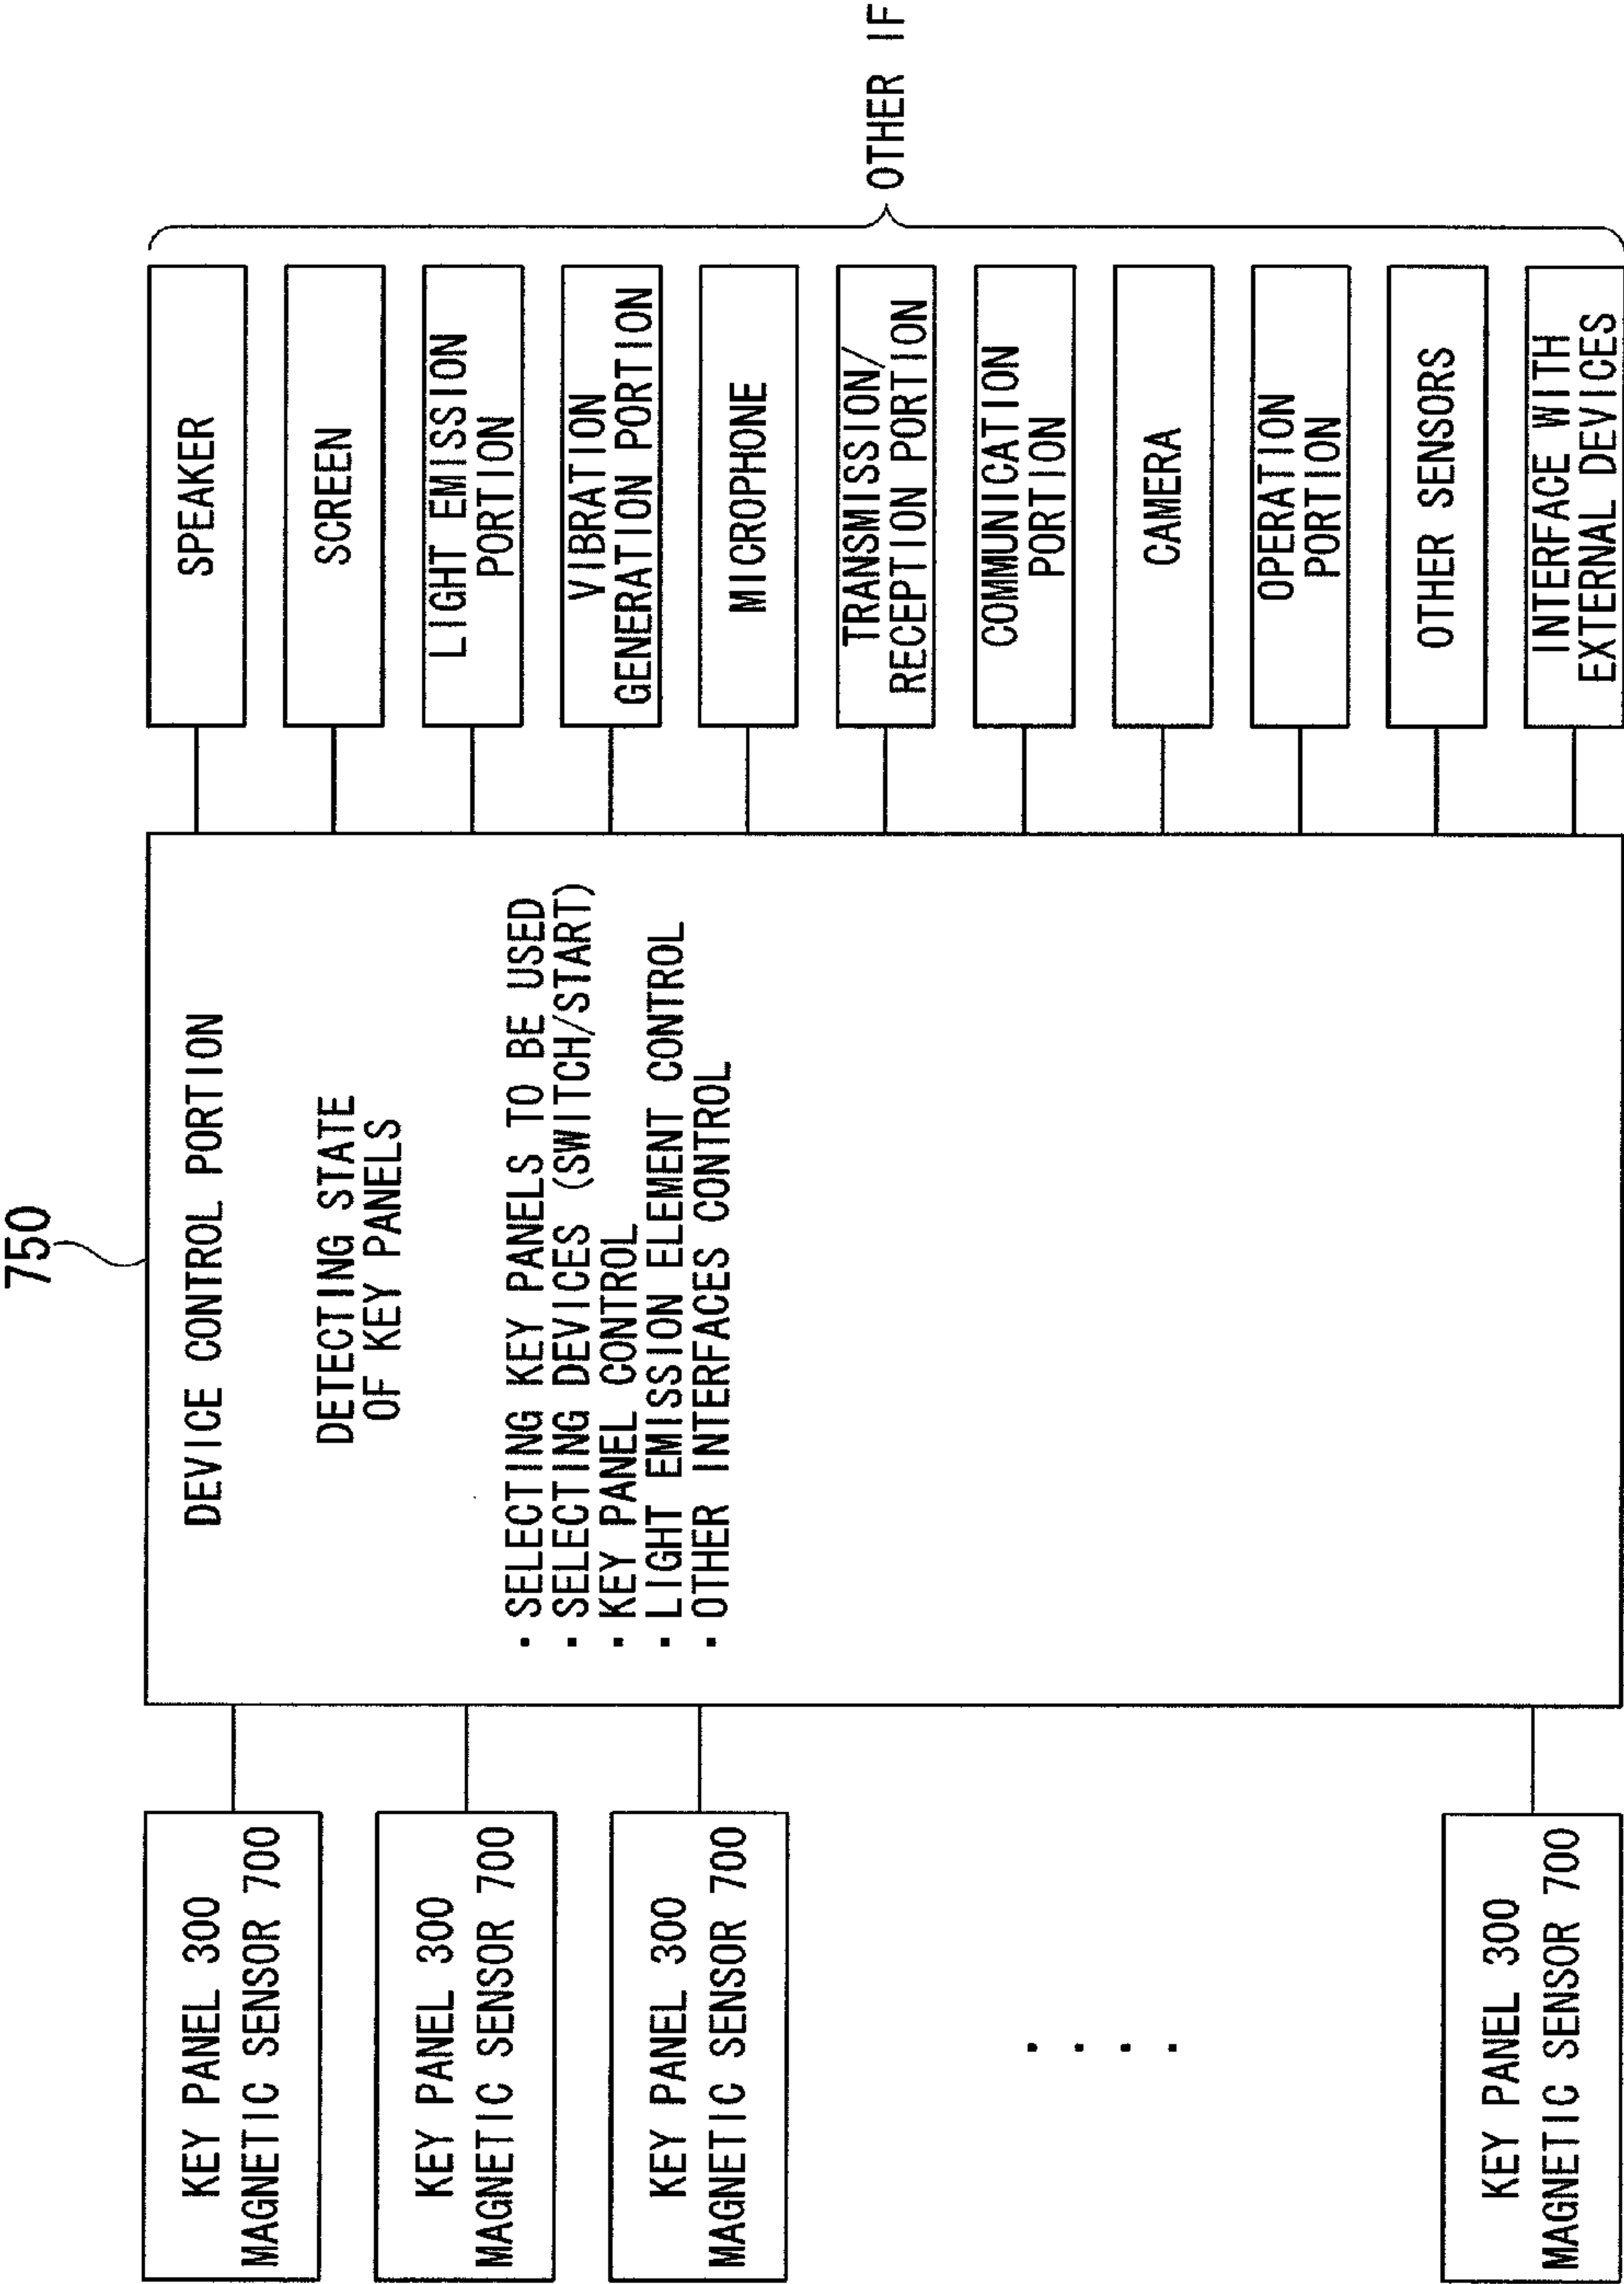 750
KEY PANEL 300
MAGNETIC SENSOR 700
KEY PANEL 300
MAGNETIC SENSOR 700
KEY PANEL 300
MAGNETIC SENSOR 700
. . . .
KEY PANEL 300
MAGNETIC SENSOR 700
DEVICE CONTROL PORTION
DETECTING STATE
OF KEY PANELS
· SELECTING KEY PANELS TO BE USED
· SELECTING DEVICES (SWITCH/START)
· KEY PANEL CONTROL
· LIGHT EMISSION ELEMENT CONTROL
· OTHER INTERFACES CONTROL
SPEAKER
SCREEN
LIGHT EMISSION
PORTION
VIBRATION
GENERATION PORTION
MICROPHONE
TRANSMISSION/
RECEPTION PORTION
COMMUNICATION
PORTION
CAMERA
OPERATION
PORTION
OTHER SENSORS
INTERFACE WITH
EXTERNAL DEVICES
OTHER IF